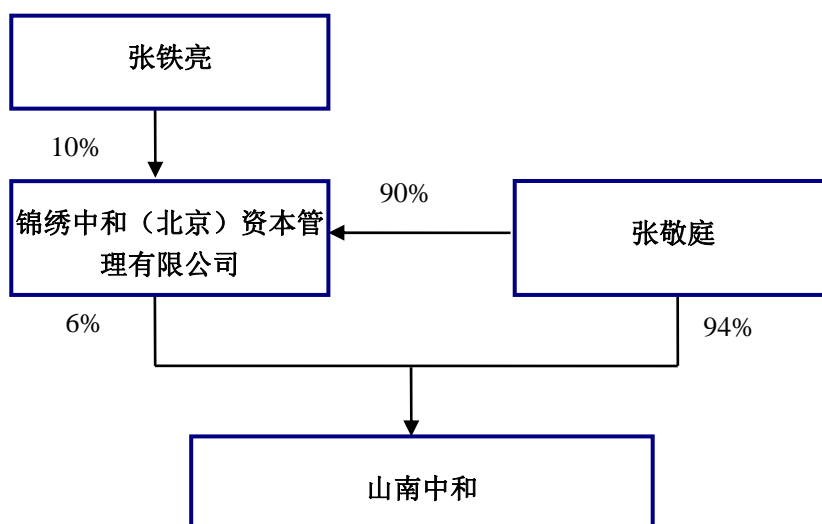 张铁亮
10%
90%
锦绣中和（北京）资本管
理有限公司
张敬庭
6%
94%
山南中和